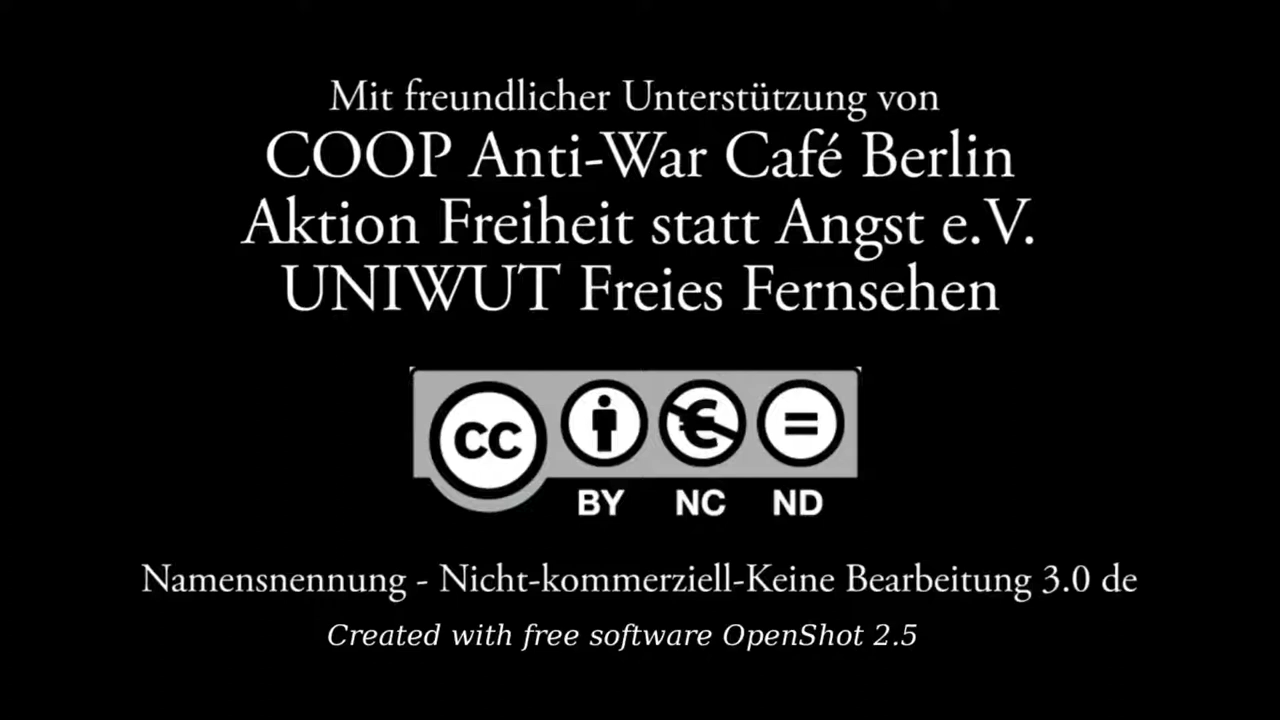 Mit freundlicher Unterstützung von
COOP Anti-War Café Berlin
Aktion Freiheit statt Angst e.V.
UNIWUT Freies Fernsehen
cc
BY NC ND
Namensnennung - Nicht-kommerziell-Keine Bearbeitung 3.0 de
Created with free software OpenShot 2.5